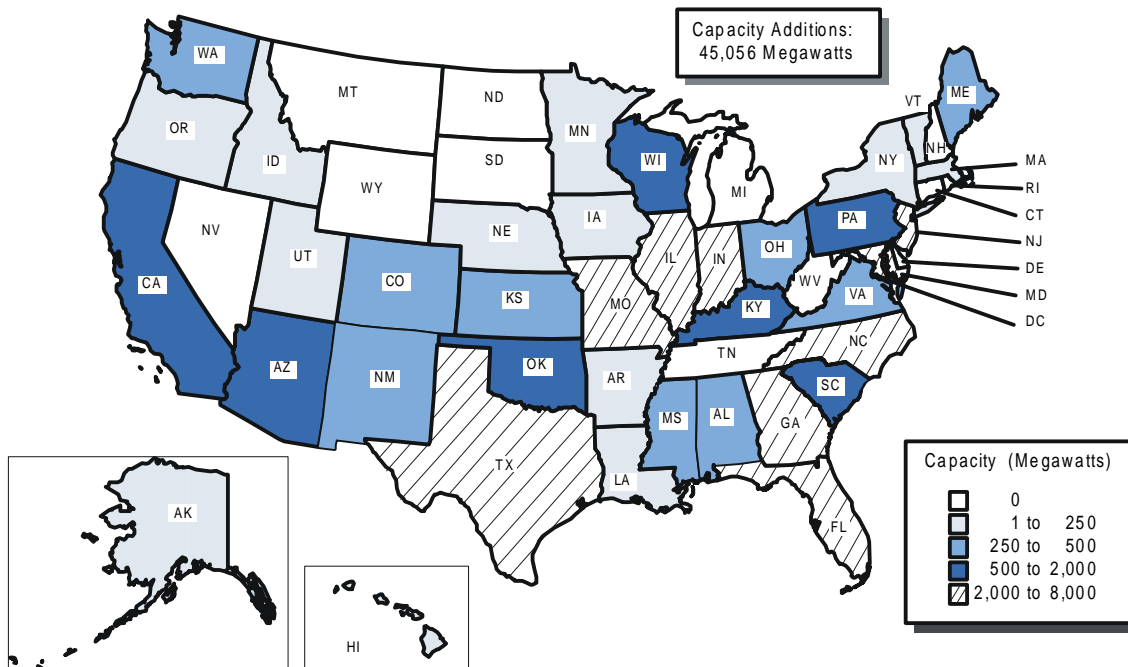 Capacity Additions:
45,056 Megawatts
WA
MT
ND
MN
VT
ME
OR
ID
SD
WI
NY
NH
MA
WY
MI
RI
NV
UT
NE
IA
PA
CT
NJ
CA
CO
KS
MO
IL
IN
OH
WV
VA
DE
MD
KY
DC
AZ
NM
OK
AR
TN
NC
MS
AL
GA
SC
TX
LA
FL
AK
HI
Capacity (Megawatts)
0
1 to 250
250 to 500
500 to 2,000
2,000 to 8,000